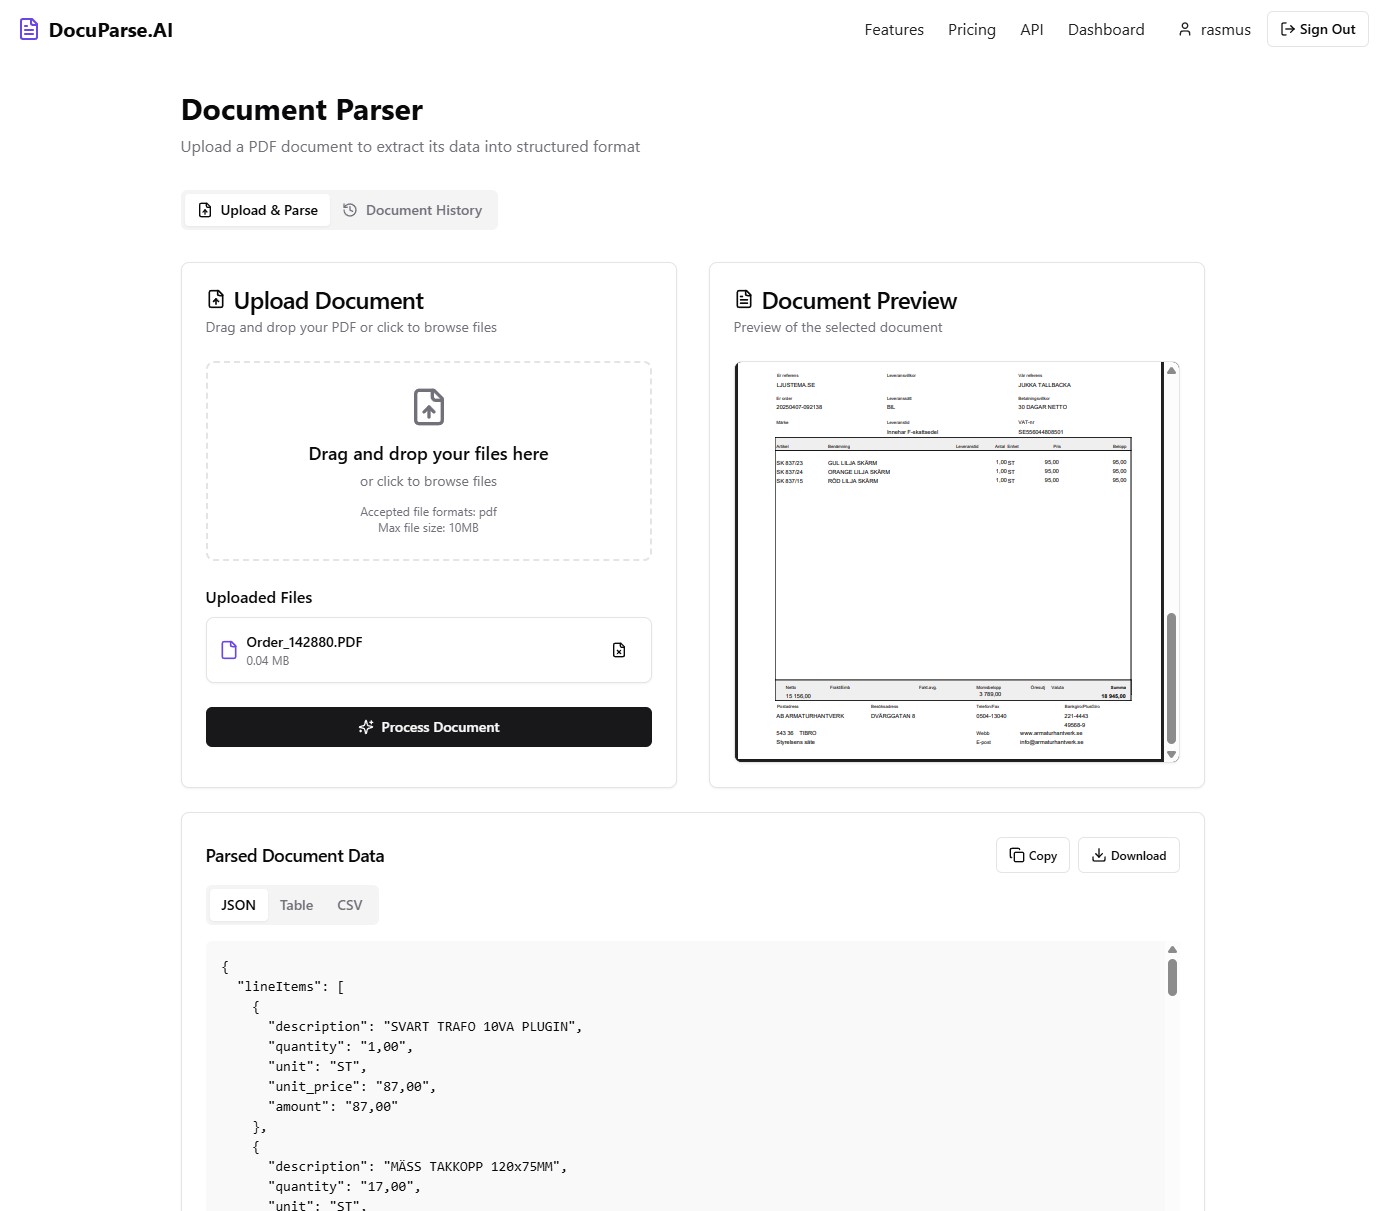 DocuParse.AI
Features Pricing API Dashboard rasmus Sign Out
Document Parser
Upload a PDF document to extract its data into structured format
Upload & Parse Document History
Upload Document
Drag and drop your PDF or click to browse files
Drag and drop your files here
or click to browse files
Accepted file formats: pdf
Max file size: 10MB
Uploaded Files
Order_142880.PDF
0.04 MB
Process Document
Document Preview
Preview of the selected document
Er referens Leveransvillkor Vår referens
LJUSTEMA.SE JUKKA TALLBACKA
Er order Leveranssätt Betalningsvillkor
20250407-092138 BIL 30 DAGAR NETTO
Märke Leveranstid VAT-nr
Innehar F-skattsedel SE556044808501
Artikel Benämning Leveranstid Antal Enhet Pris Belopp
SK 837/23 GUL LILJA SKÄRM 1,00 ST 95,00 95,00
SK 837/24 ORANGE LILJA SKÄRM 1,00 ST 95,00 95,00
SK 837/15 RÖD LILJA SKÄRM 1,00 ST 95,00 95,00
Netto Frakt/Emb Fakt.avg. Momsbelopp Öresutj Valuta Summa
15 156,00 3 789,00 18 945,00
Postadress Besöksadress Telefon/Fax Bankgiro/PlusGiro
AB ARMATURHANTVERK DVÄRGGATAN 8 0504-13040 221-4443
49568-9
543 36 TIBRO Webb www.armaturhantverk.se
Styrelsens säte E-post info@armaturhantverk.se
Parsed Document Data
Copy Download
JSON Table CSV
{
"lineItems": [
{
"description": "SVART TRAFO 10VA PLUGIN",
"quantity": "1,00",
"unit": "ST",
"unit_price": "87,00",
"amount": "87,00"
},
{
"description": "MÄSS TAKKOPP 120x75MM",
"quantity": "17,00",
"unit": "ST",